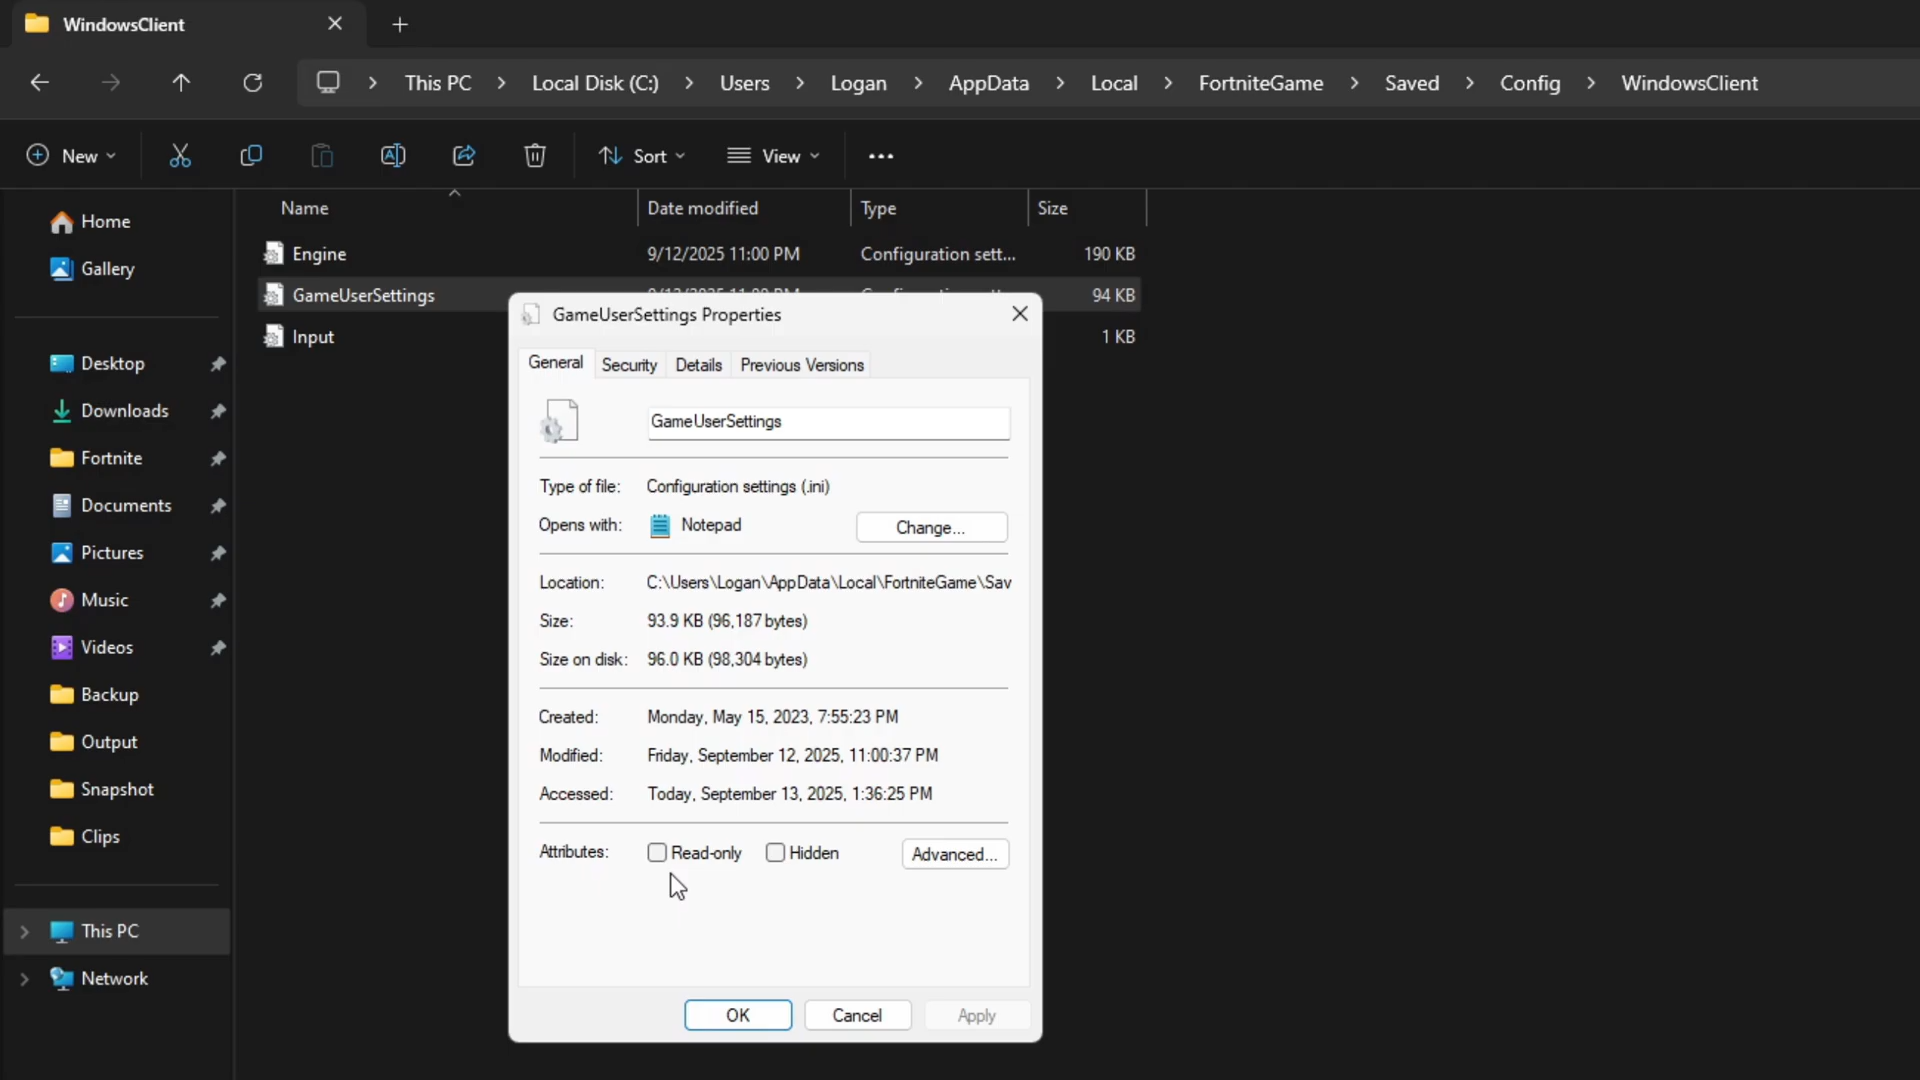 WindowsClient
This PC > Local Disk (C:) > Users > Logan > AppData > Local > FortniteGame > Saved > Config > WindowsClient
New Sort View
Name Date modified Type Size
Home
Gallery
Desktop
Downloads
Fortnite
Documents
Pictures
Music
Videos
Backup
Output
Snapshot
Clips
This PC
Network
Engine 9/12/2025 11:00 PM Configuration sett... 190 KB
GameUserSettings 94 KB
Input 1 KB
GameUserSettings Properties
General Security Details Previous Versions
GameUserSettings
Type of file: Configuration settings (.ini)
Opens with: Notepad Change...
Location: C:\Users\Logan\AppData\Local\FortniteGame\Sav
Size: 93.9 KB (96,187 bytes)
Size on disk: 96.0 KB (98,304 bytes)
Created: Monday, May 15, 2023, 7:55:23 PM
Modified: Friday, September 12, 2025, 11:00:37 PM
Accessed: Today, September 13, 2025, 1:36:25 PM
Attributes: Read-only Hidden Advanced...
OK Cancel Apply